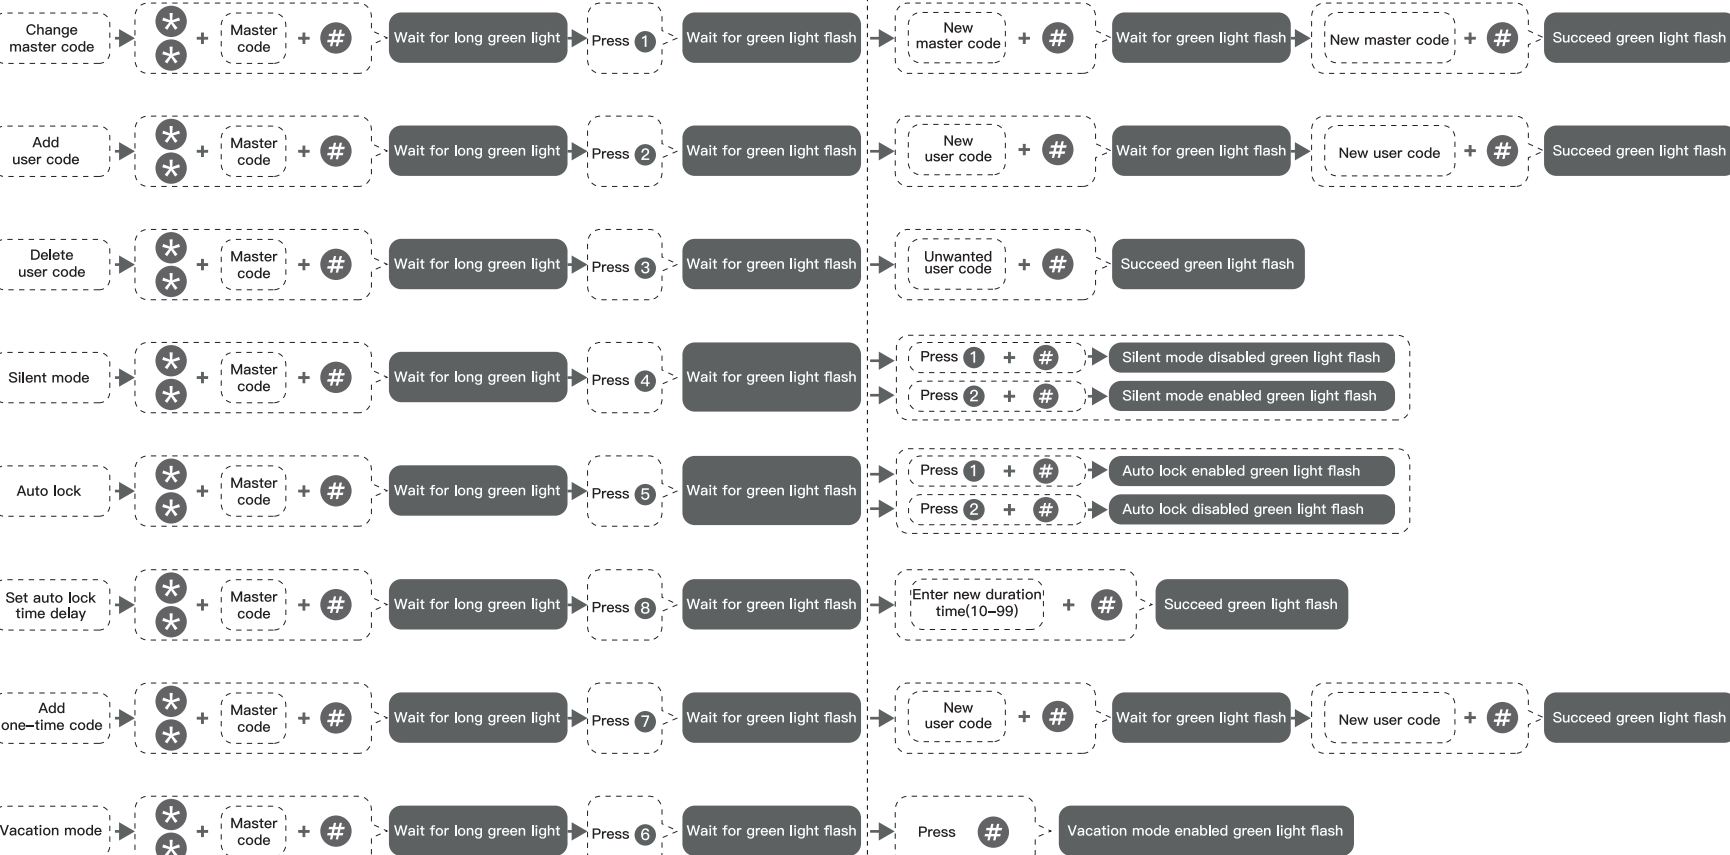 Change
master code
*
*
+
Master
code
+ #
Wait for long green light
Press 1
Wait for green light flash
New
master code
+ #
Wait for green light flash
New master code + #
Succeed green light flash
Add
user code
*
*
+
Master
code
+ #
Wait for long green light
Press 2
Wait for green light flash
New
user code
+ #
Wait for green light flash
New user code + #
Succeed green light flash
Delete
user code
*
*
+
Master
code
+ #
Wait for long green light
Press 3
Wait for green light flash
Unwanted
user code
+ #
Succeed green light flash
Silent mode
*
*
+
Master
code
+ #
Wait for long green light
Press 4
Wait for green light flash
Press 1 + #
Silent mode disabled green light flash
Press 2 + #
Silent mode enabled green light flash
Auto lock
*
*
+
Master
code
+ #
Wait for long green light
Press 5
Wait for green light flash
Press 1 + #
Auto lock enabled green light flash
Press 2 + #
Auto lock disabled green light flash
Set auto lock
time delay
*
*
+
Master
code
+ #
Wait for long green light
Press 8
Wait for green light flash
Enter new duration
time(10–99)
+ #
Succeed green light flash
Add
one–time code
*
*
+
Master
code
+ #
Wait for long green light
Press 7
Wait for green light flash
New
user code
+ #
Wait for green light flash
New user code + #
Succeed green light flash
Vacation mode
*
*
+
Master
code
+ #
Wait for long green light
Press 6
Wait for green light flash
Press #
Vacation mode enabled green light flash